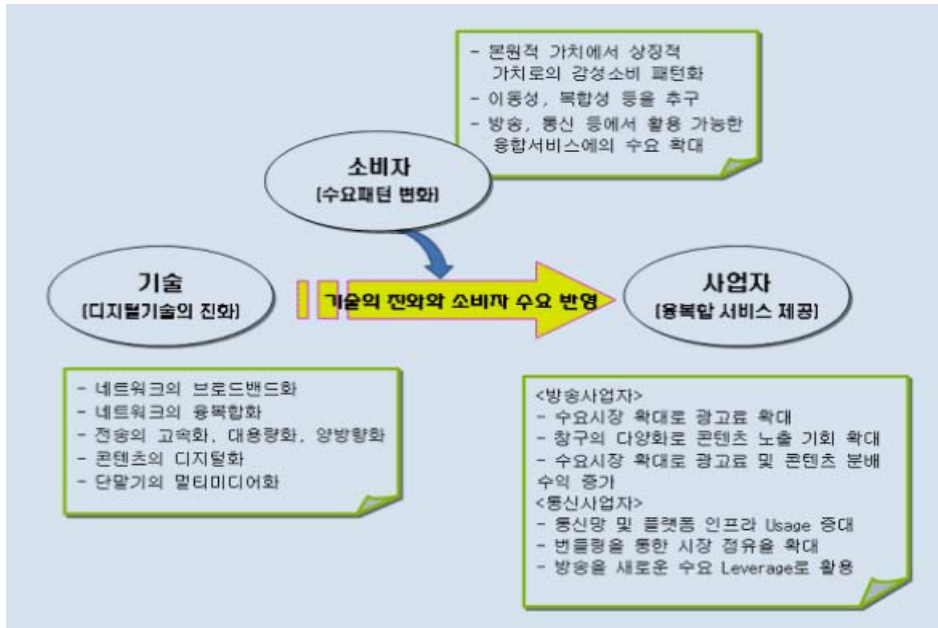 - 본원적 가치에서 상징적
가치로의 감성소비 패턴화
- 이동성, 복합성 등을 추구
- 방송, 통신 등에서 활용 가능한
융합서비스에의 수요 확대
소비자
(수요패턴 변화)
기술
(디지털기술의 진화)
기술의 진화와 소비자 수요 반영
사업자
(융복합 서비스 제공)
- 네트워크의 브로드밴드화
- 네트워크의 융복합화
- 전송의 고속화, 대용량화, 양방향화
- 콘텐츠의 디지털화
- 단말기의 멀티미디어화
<방송사업자>
- 수요시장 확대로 광고료 확대
- 창구의 다양화로 콘텐츠 노출 기회 확대
- 수요시장 확대로 광고료 및 콘텐츠 분배
수익 증가
<통신사업자>
- 통신망 및 플랫폼 인프라 Usage 증대
- 번들링을 통한 시장 점유율 확대
- 방송을 새로운 수요 Leverage로 활용